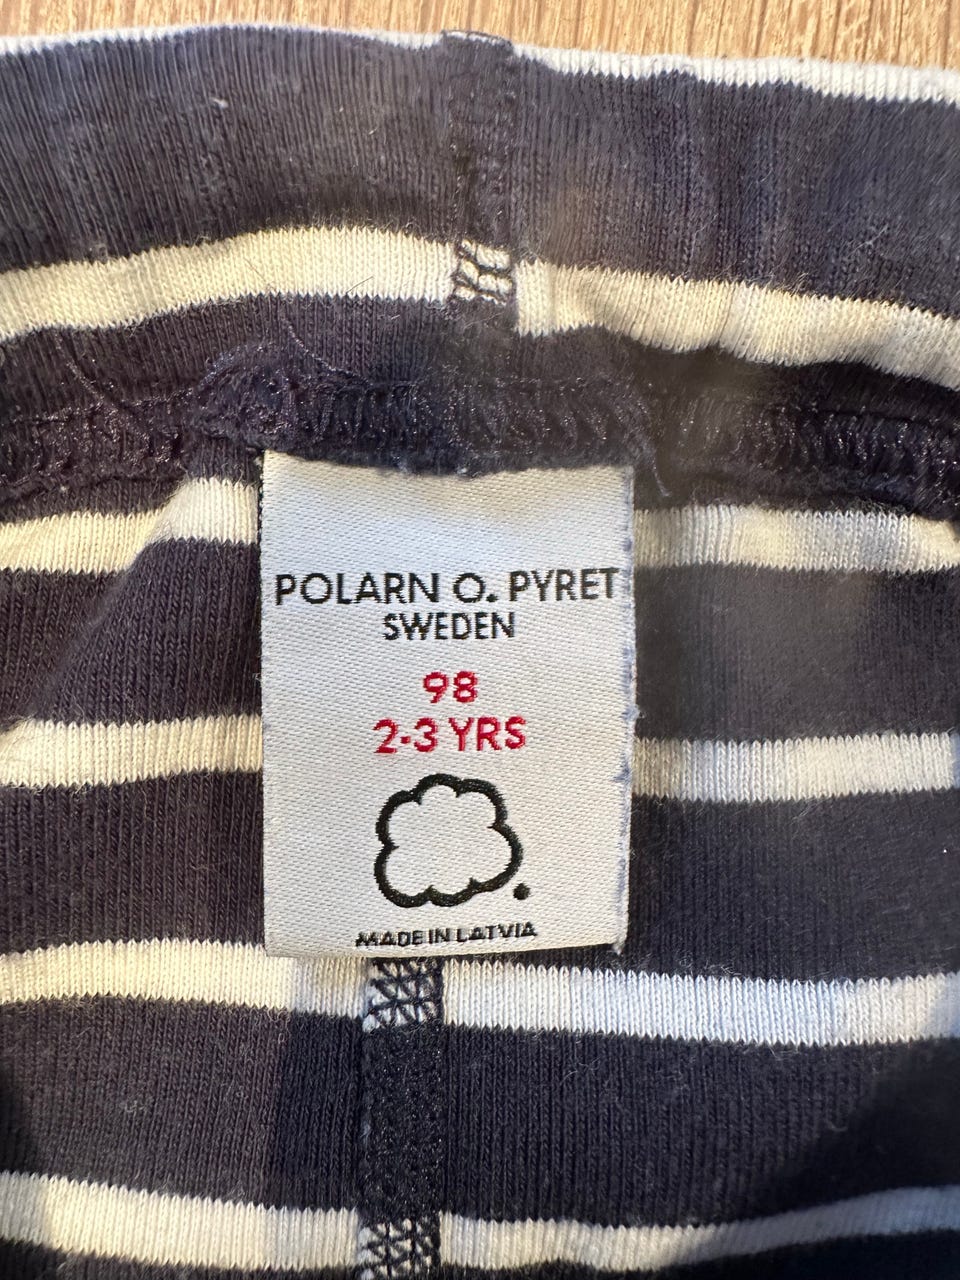 POLARN O. PYRET
SWEDEN
98
2-3 YRS
MADE IN LATVIA